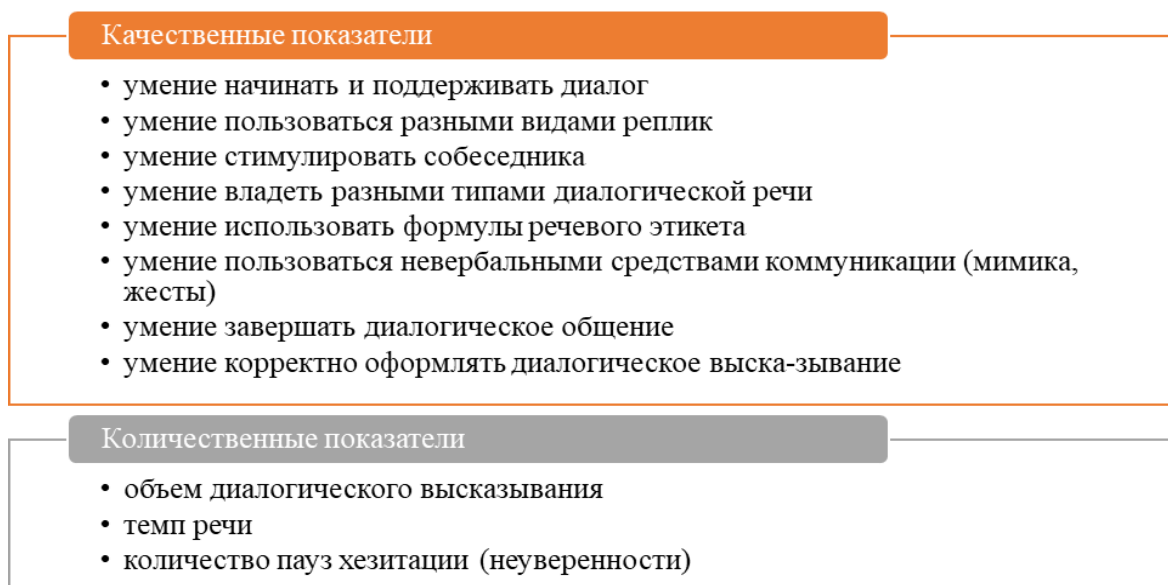 Качественные показатели
• умение начинать и поддерживать диалог
• умение пользоваться разными видами реплик
• умение стимулировать собеседника
• умение владеть разными типами диалогической речи
• умение использовать формулы речевого этикета
• умение пользоваться невербальными средствами коммуникации (мимика,
жесты)
• умение завершать диалогическое общение
• умение корректно оформлять диалогическое выска-зывание
Количественные показатели
• объем диалогического высказывания
• темп речи
• количество пауз хезитации (неуверенности)